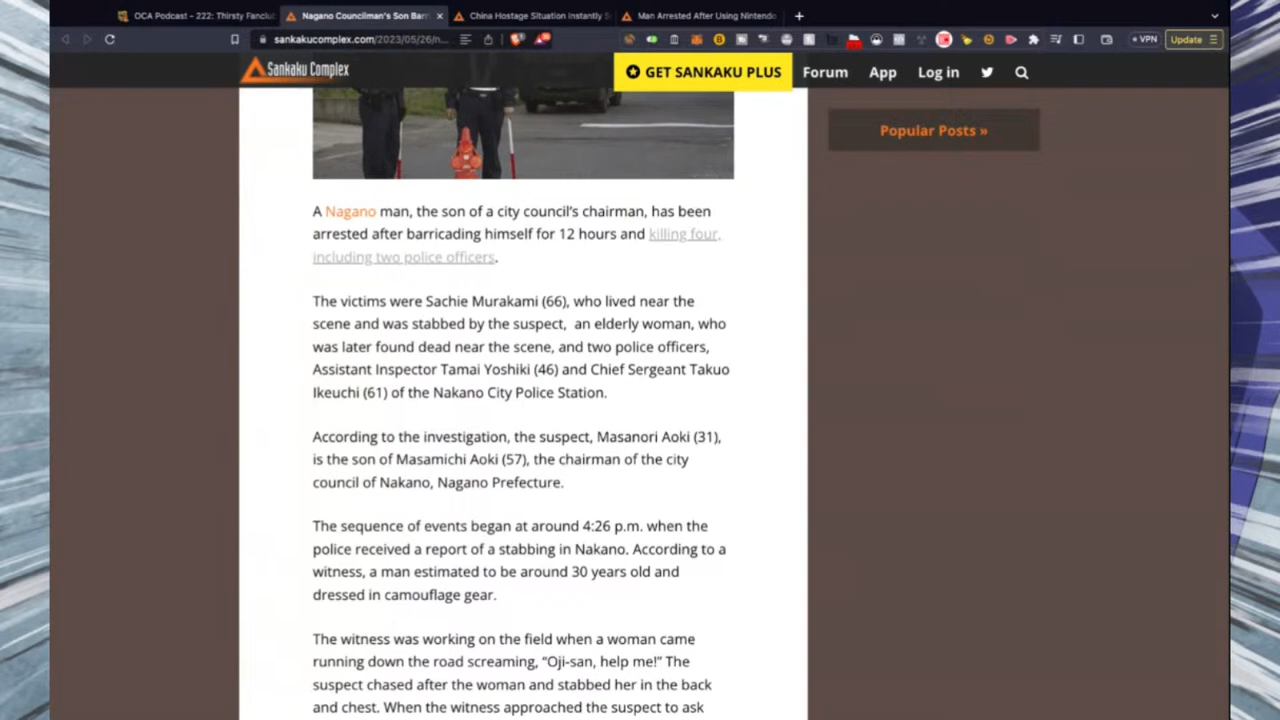 OCA Podcast – 222: Thirsty Fanclub
Nagano Councilman's Son Barri
China Hostage Situation Instantly S
Man Arrested After Using Nintendo
sankakucomplex.com/2023/05/26/n...
VPN
Update
Sankaku Complex
GET SANKAKU PLUS
Forum
App
Log in
Popular Posts »
A Nagano man, the son of a city council's chairman, has been
arrested after barricading himself for 12 hours and killing four,
including two police officers.
The victims were Sachie Murakami (66), who lived near the
scene and was stabbed by the suspect, an elderly woman, who
was later found dead near the scene, and two police officers,
Assistant Inspector Tamai Yoshiki (46) and Chief Sergeant Takuo
Ikeuchi (61) of the Nakano City Police Station.
According to the investigation, the suspect, Masanori Aoki (31),
is the son of Masamichi Aoki (57), the chairman of the city
council of Nakano, Nagano Prefecture.
The sequence of events began at around 4:26 p.m. when the
police received a report of a stabbing in Nakano. According to a
witness, a man estimated to be around 30 years old and
dressed in camouflage gear.
The witness was working on the field when a woman came
running down the road screaming, “Oji-san, help me!” The
suspect chased after the woman and stabbed her in the back
and chest. When the witness approached the suspect to ask